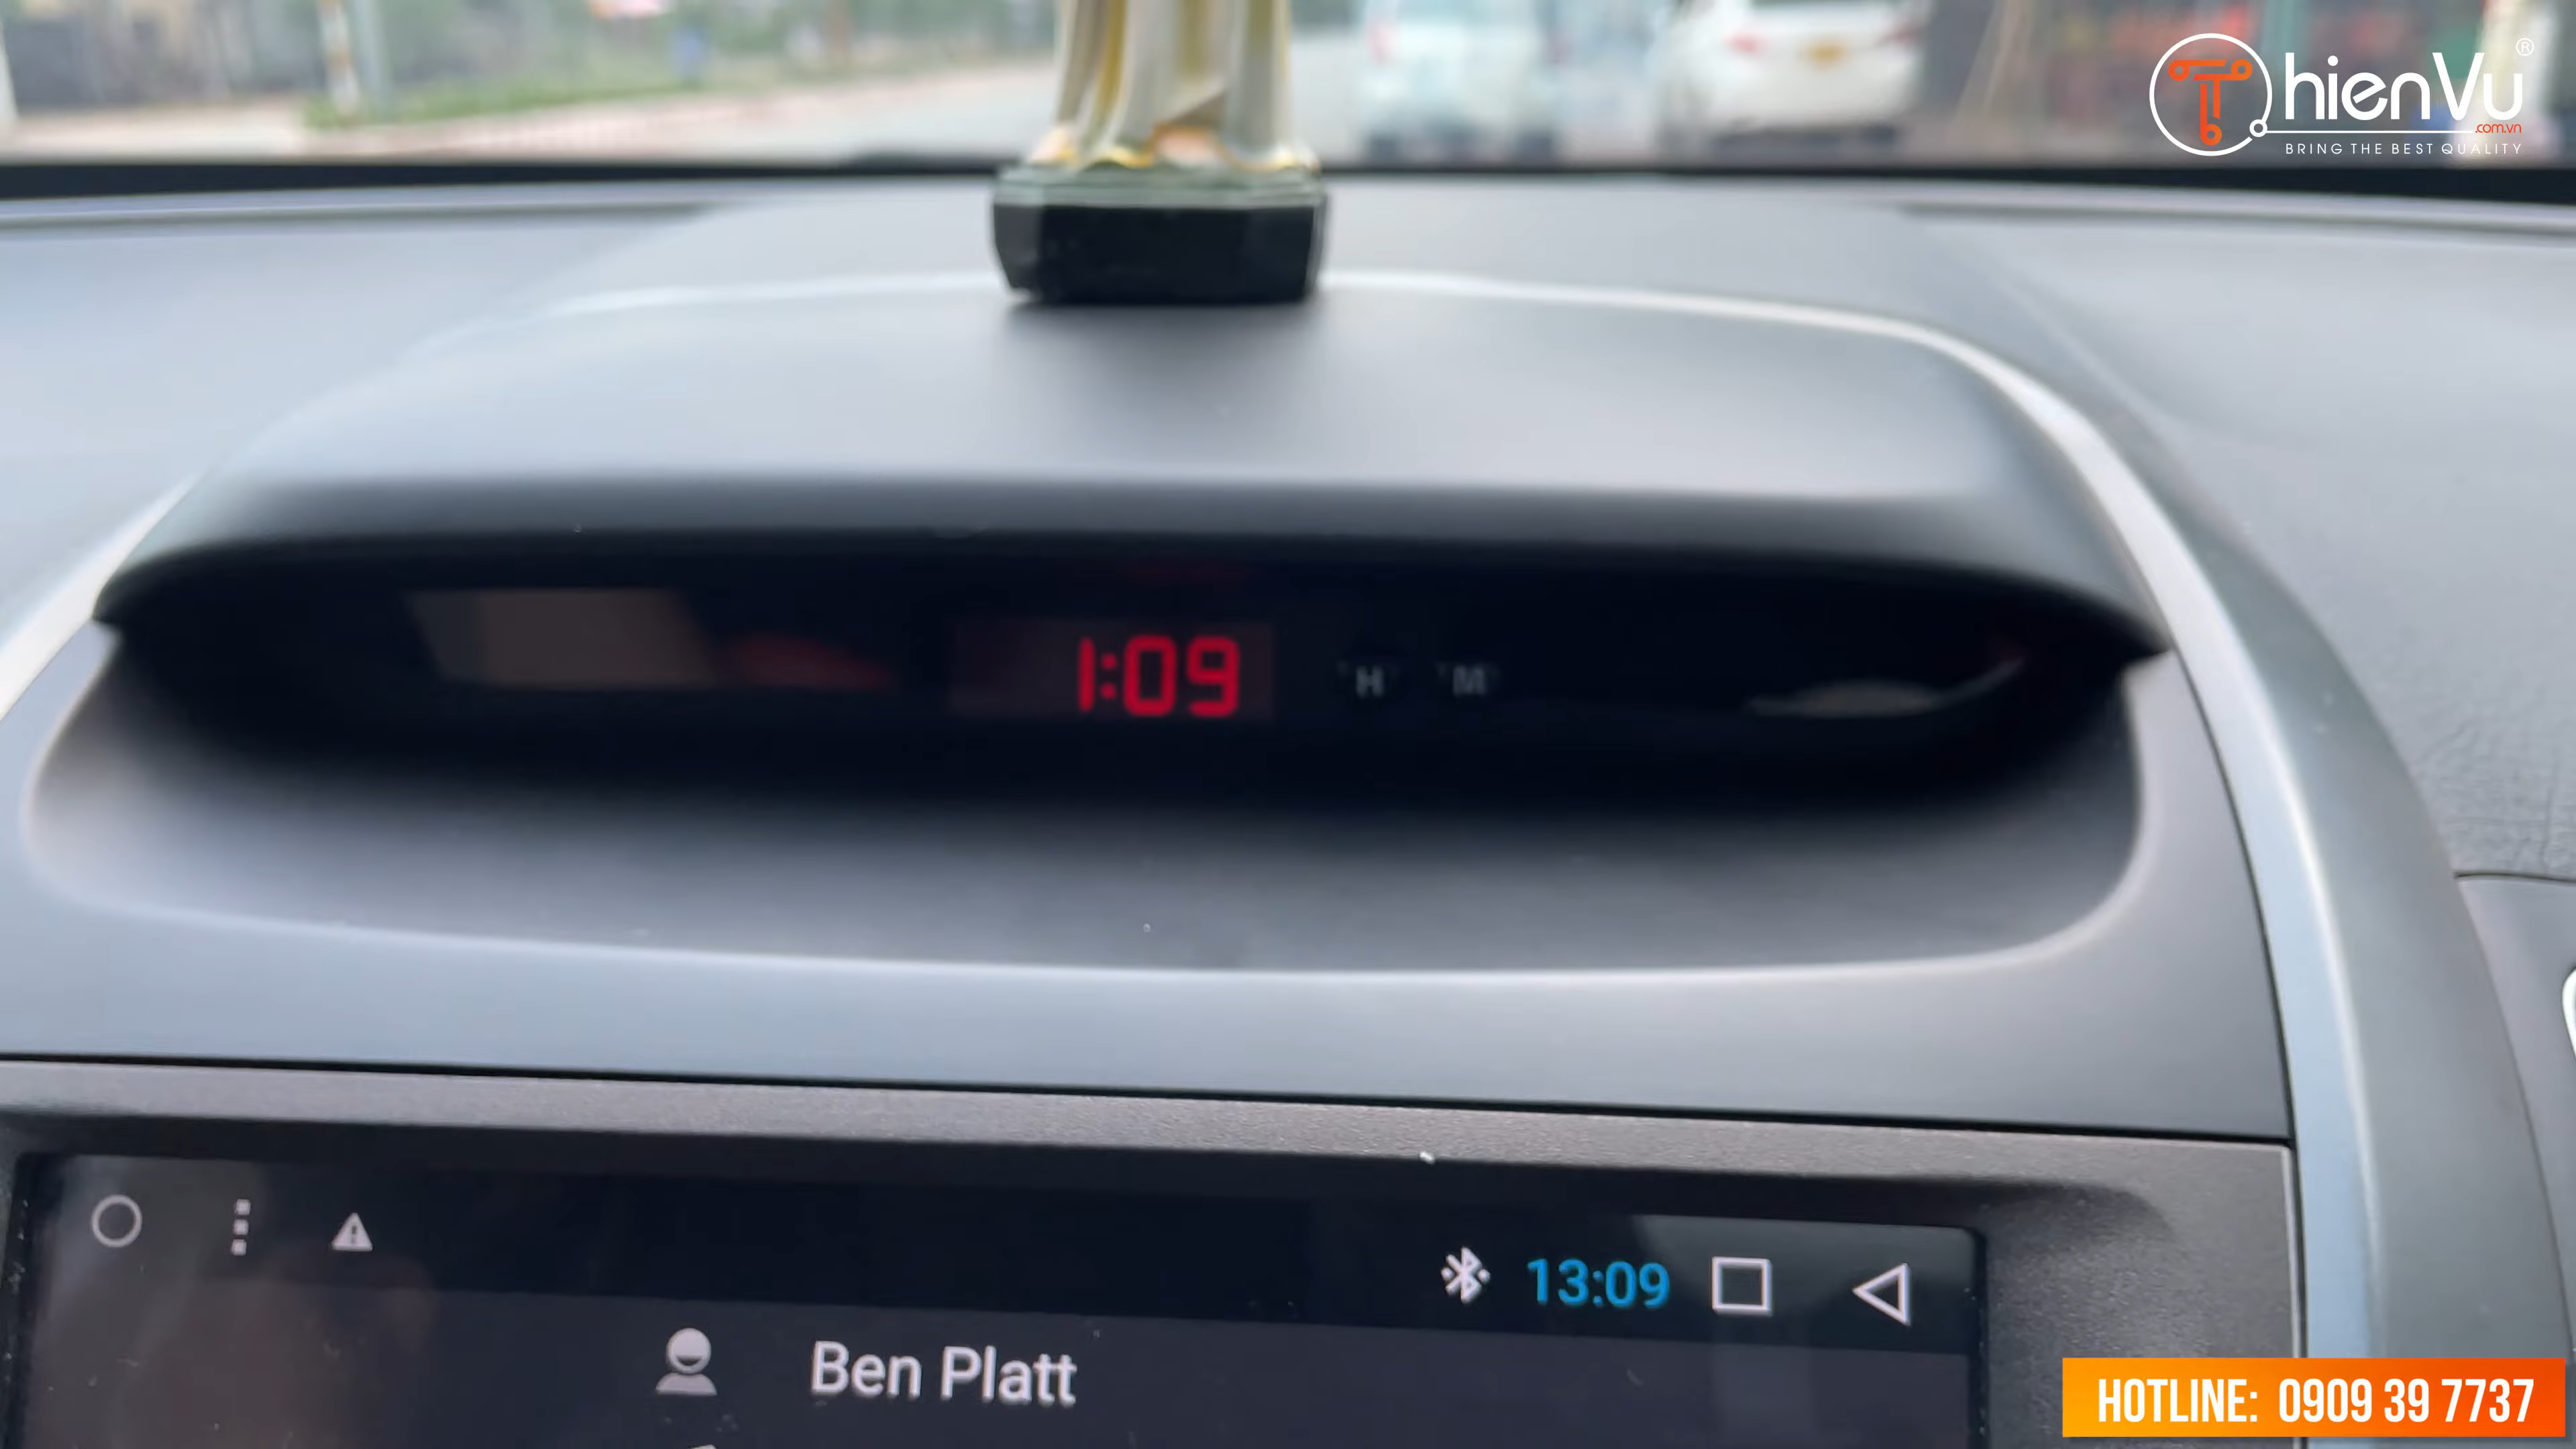 ThienVu®
.com.vn
BRING THE BEST QUALITY
1:09
H M
13:09
Ben Platt
HOTLINE: 0909 39 7737